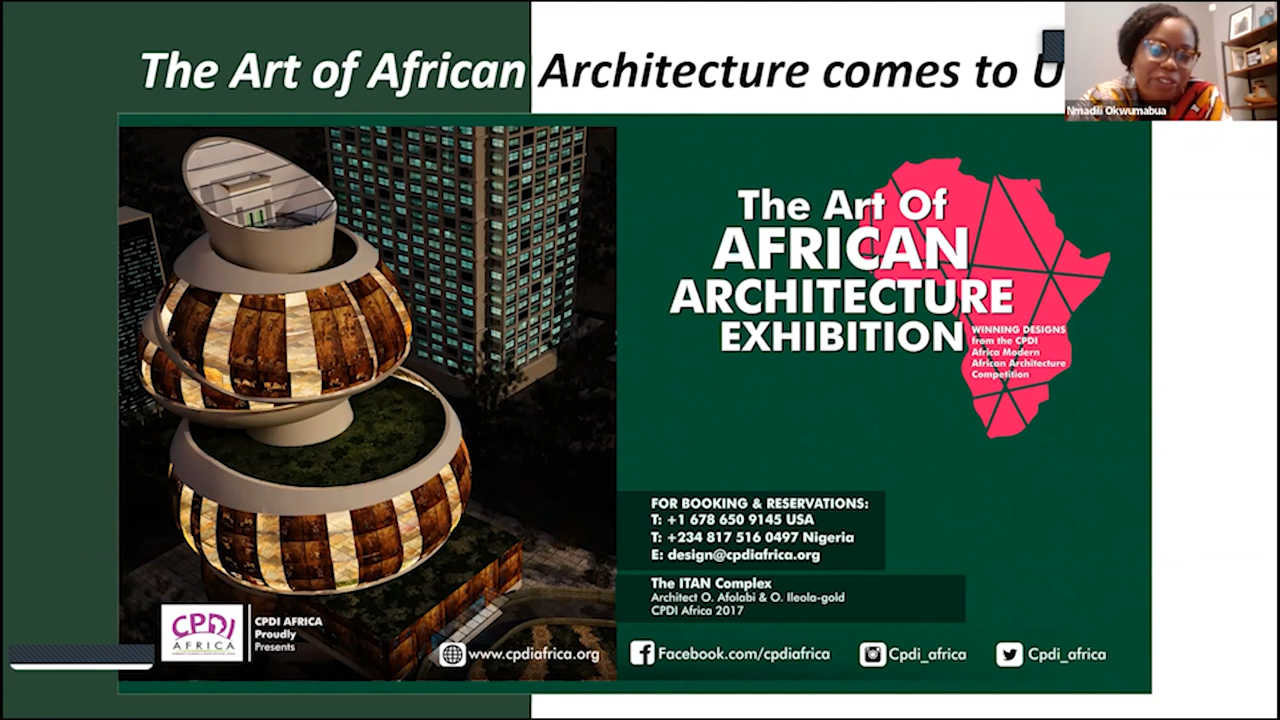 The Art of African Architecture comes to U
Nmadili Okwumabua
The Art Of
AFRICAN
ARCHITECTURE
EXHIBITION
WINNING DESIGNS
from the CPDI
Africa Modern
African Architecture
Competition
FOR BOOKING & RESERVATIONS:
T: +1 678 650 9145 USA
T: +234 817 516 0497 Nigeria
E: design@cpdiafrica.org
The ITAN Complex
Architect O. Afolabi & O. Ileola-gold
CPDI Africa 2017
CPDI
AFRICA
CPDI AFRICA
Proudly
Presents
www.cpdiafrica.org
Facebook.com/cpdiafrica
Cpdi_africa
Cpdi_africa